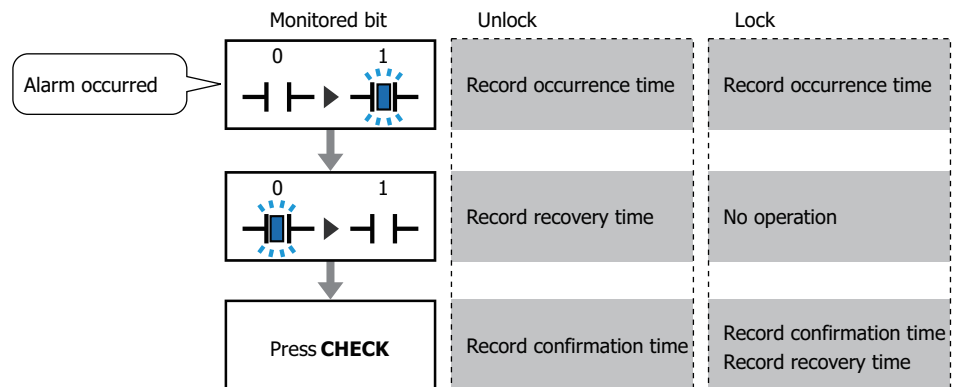 Monitored bit Unlock Lock
0 1
Alarm occurred Record occurrence time Record occurrence time
0 1
Record recovery time No operation
Press CHECK Record confirmation time Record confirmation time
Record recovery time